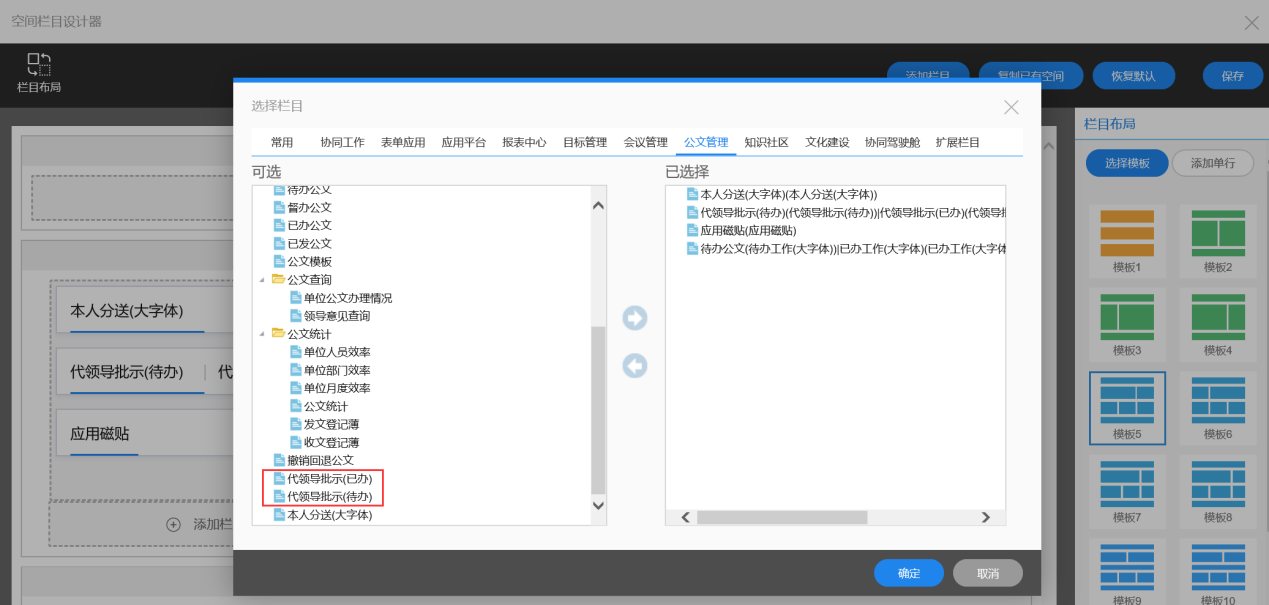 空间栏目设计器
栏目布局
添加栏目
复制已有空间
恢复默认
保存
选择栏目
常用 协同工作 表单应用 应用平台 报表中心 目标管理 会议管理 公文管理 知识社区 文化建设 协同驾驶舱 扩展栏目
可选
待办公文
督办公文
已办公文
已发公文
公文模板
公文查询
单位公文办理情况
领导意见查询
公文统计
单位人员效率
单位部门效率
单位月度效率
公文统计
发文登记薄
收文登记薄
撤销回退公文
代领导批示(已办)
代领导批示(待办)
本人分送(大字体)
已选择
本人分送(大字体)(本人分送(大字体))
代领导批示(待办)(代领导批示(待办))|代领导批示(已办)(代领导
应用磁贴(应用磁贴)
待办公文(待办工作(大字体))|已办工作(大字体)(已办工作(大字体
确定
取消
本人分送(大字体)
代领导批示(待办) 代
应用磁贴
添加栏
栏目布局
选择模板 添加单行
模板1 模板2
模板3 模板4
模板5 模板6
模板7 模板8
模板9 模板10